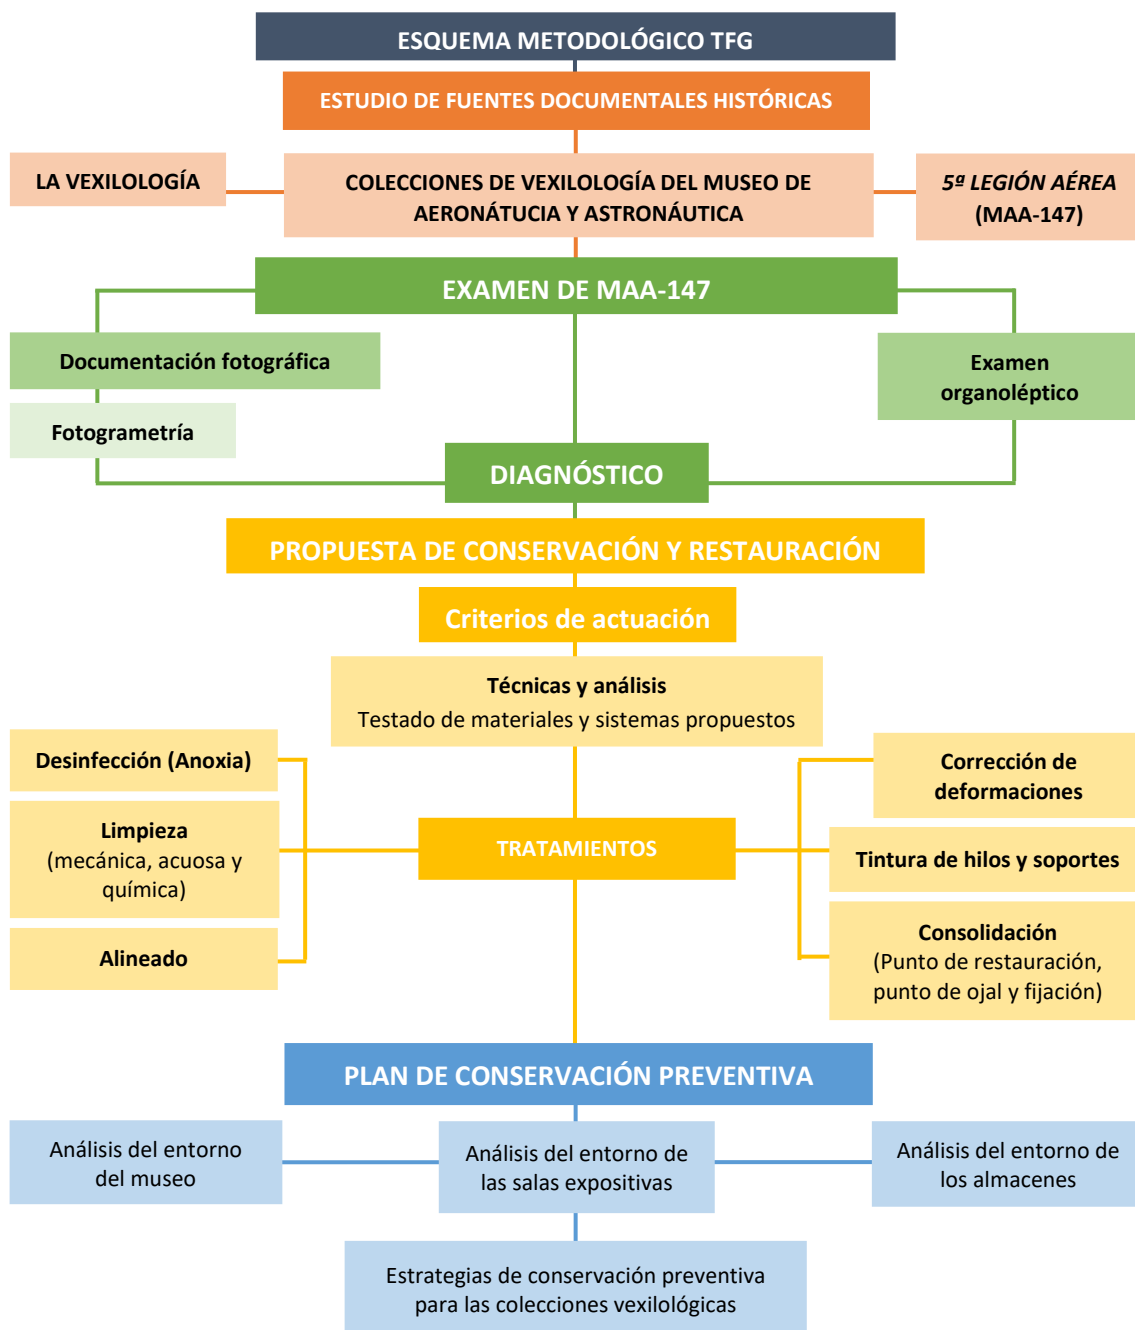 ESQUEMA METODOLÓGICO TFG
ESTUDIO DE FUENTES DOCUMENTALES HISTÓRICAS
LA VEXILOLOGÍA
COLECCIONES DE VEXILOLOGÍA DEL MUSEO DE
AERONÁTUCIA Y ASTRONÁUTICA
5ª LEGIÓN AÉREA
(MAA-147)
EXAMEN DE MAA-147
Documentación fotográfica
Fotogrametría
Examen
organoléptico
DIAGNÓSTICO
PROPUESTA DE CONSERVACIÓN Y RESTAURACIÓN
Criterios de actuación
Técnicas y análisis
Testado de materiales y sistemas propuestos
Desinfección (Anoxia)
Limpieza
(mecánica, acuosa y
química)
Alineado
TRATAMIENTOS
Corrección de
deformaciones
Tintura de hilos y soportes
Consolidación
(Punto de restauración,
punto de ojal y fijación)
PLAN DE CONSERVACIÓN PREVENTIVA
Análisis del entorno
del museo
Análisis del entorno de
las salas expositivas
Análisis del entorno de
los almacenes
Estrategias de conservación preventiva
para las colecciones vexilológicas